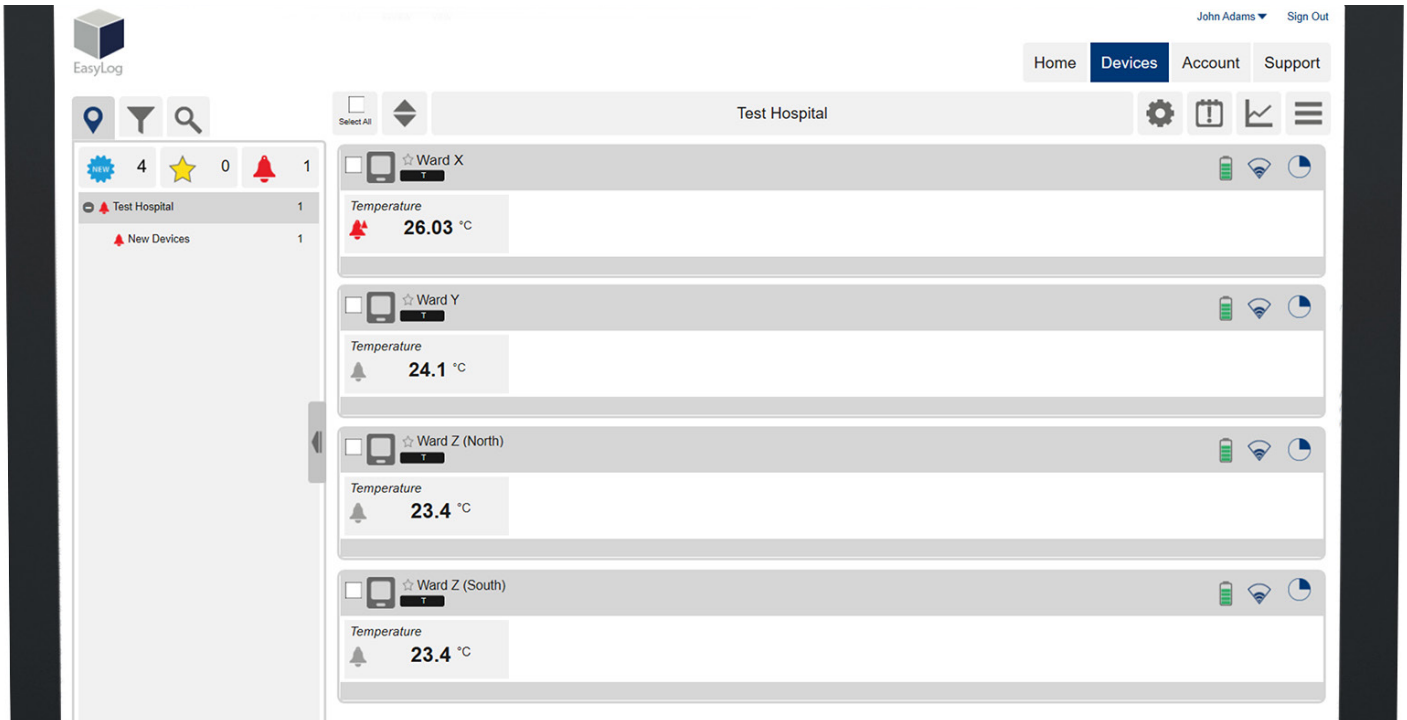 John Adams Sign Out
EasyLog
Home Devices Account Support
Select All
Test Hospital
NEW 4 0 1
Test Hospital 1
New Devices 1
Ward X
T
Temperature
26.03 °C
Ward Y
T
Temperature
24.1 °C
Ward Z (North)
T
Temperature
23.4 °C
Ward Z (South)
T
Temperature
23.4 °C